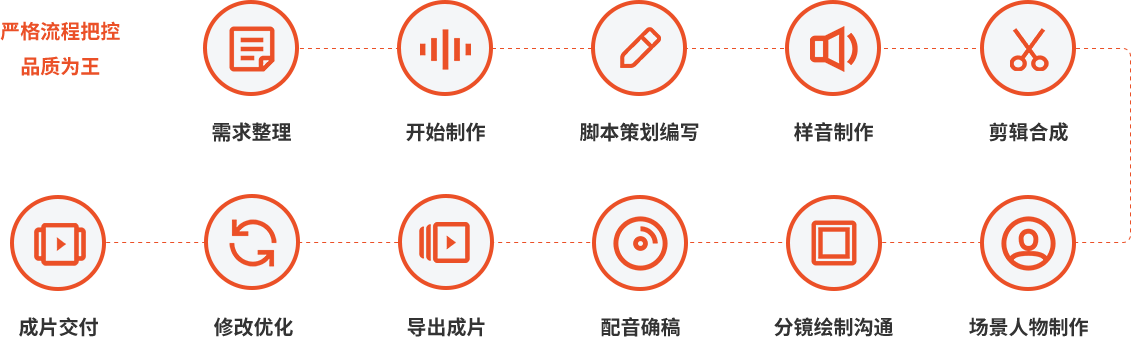 严格流程把控
品质为王
需求整理
开始制作
脚本策划编写
样音制作
剪辑合成
成片交付
修改优化
导出成片
配音确稿
分镜绘制沟通
场景人物制作